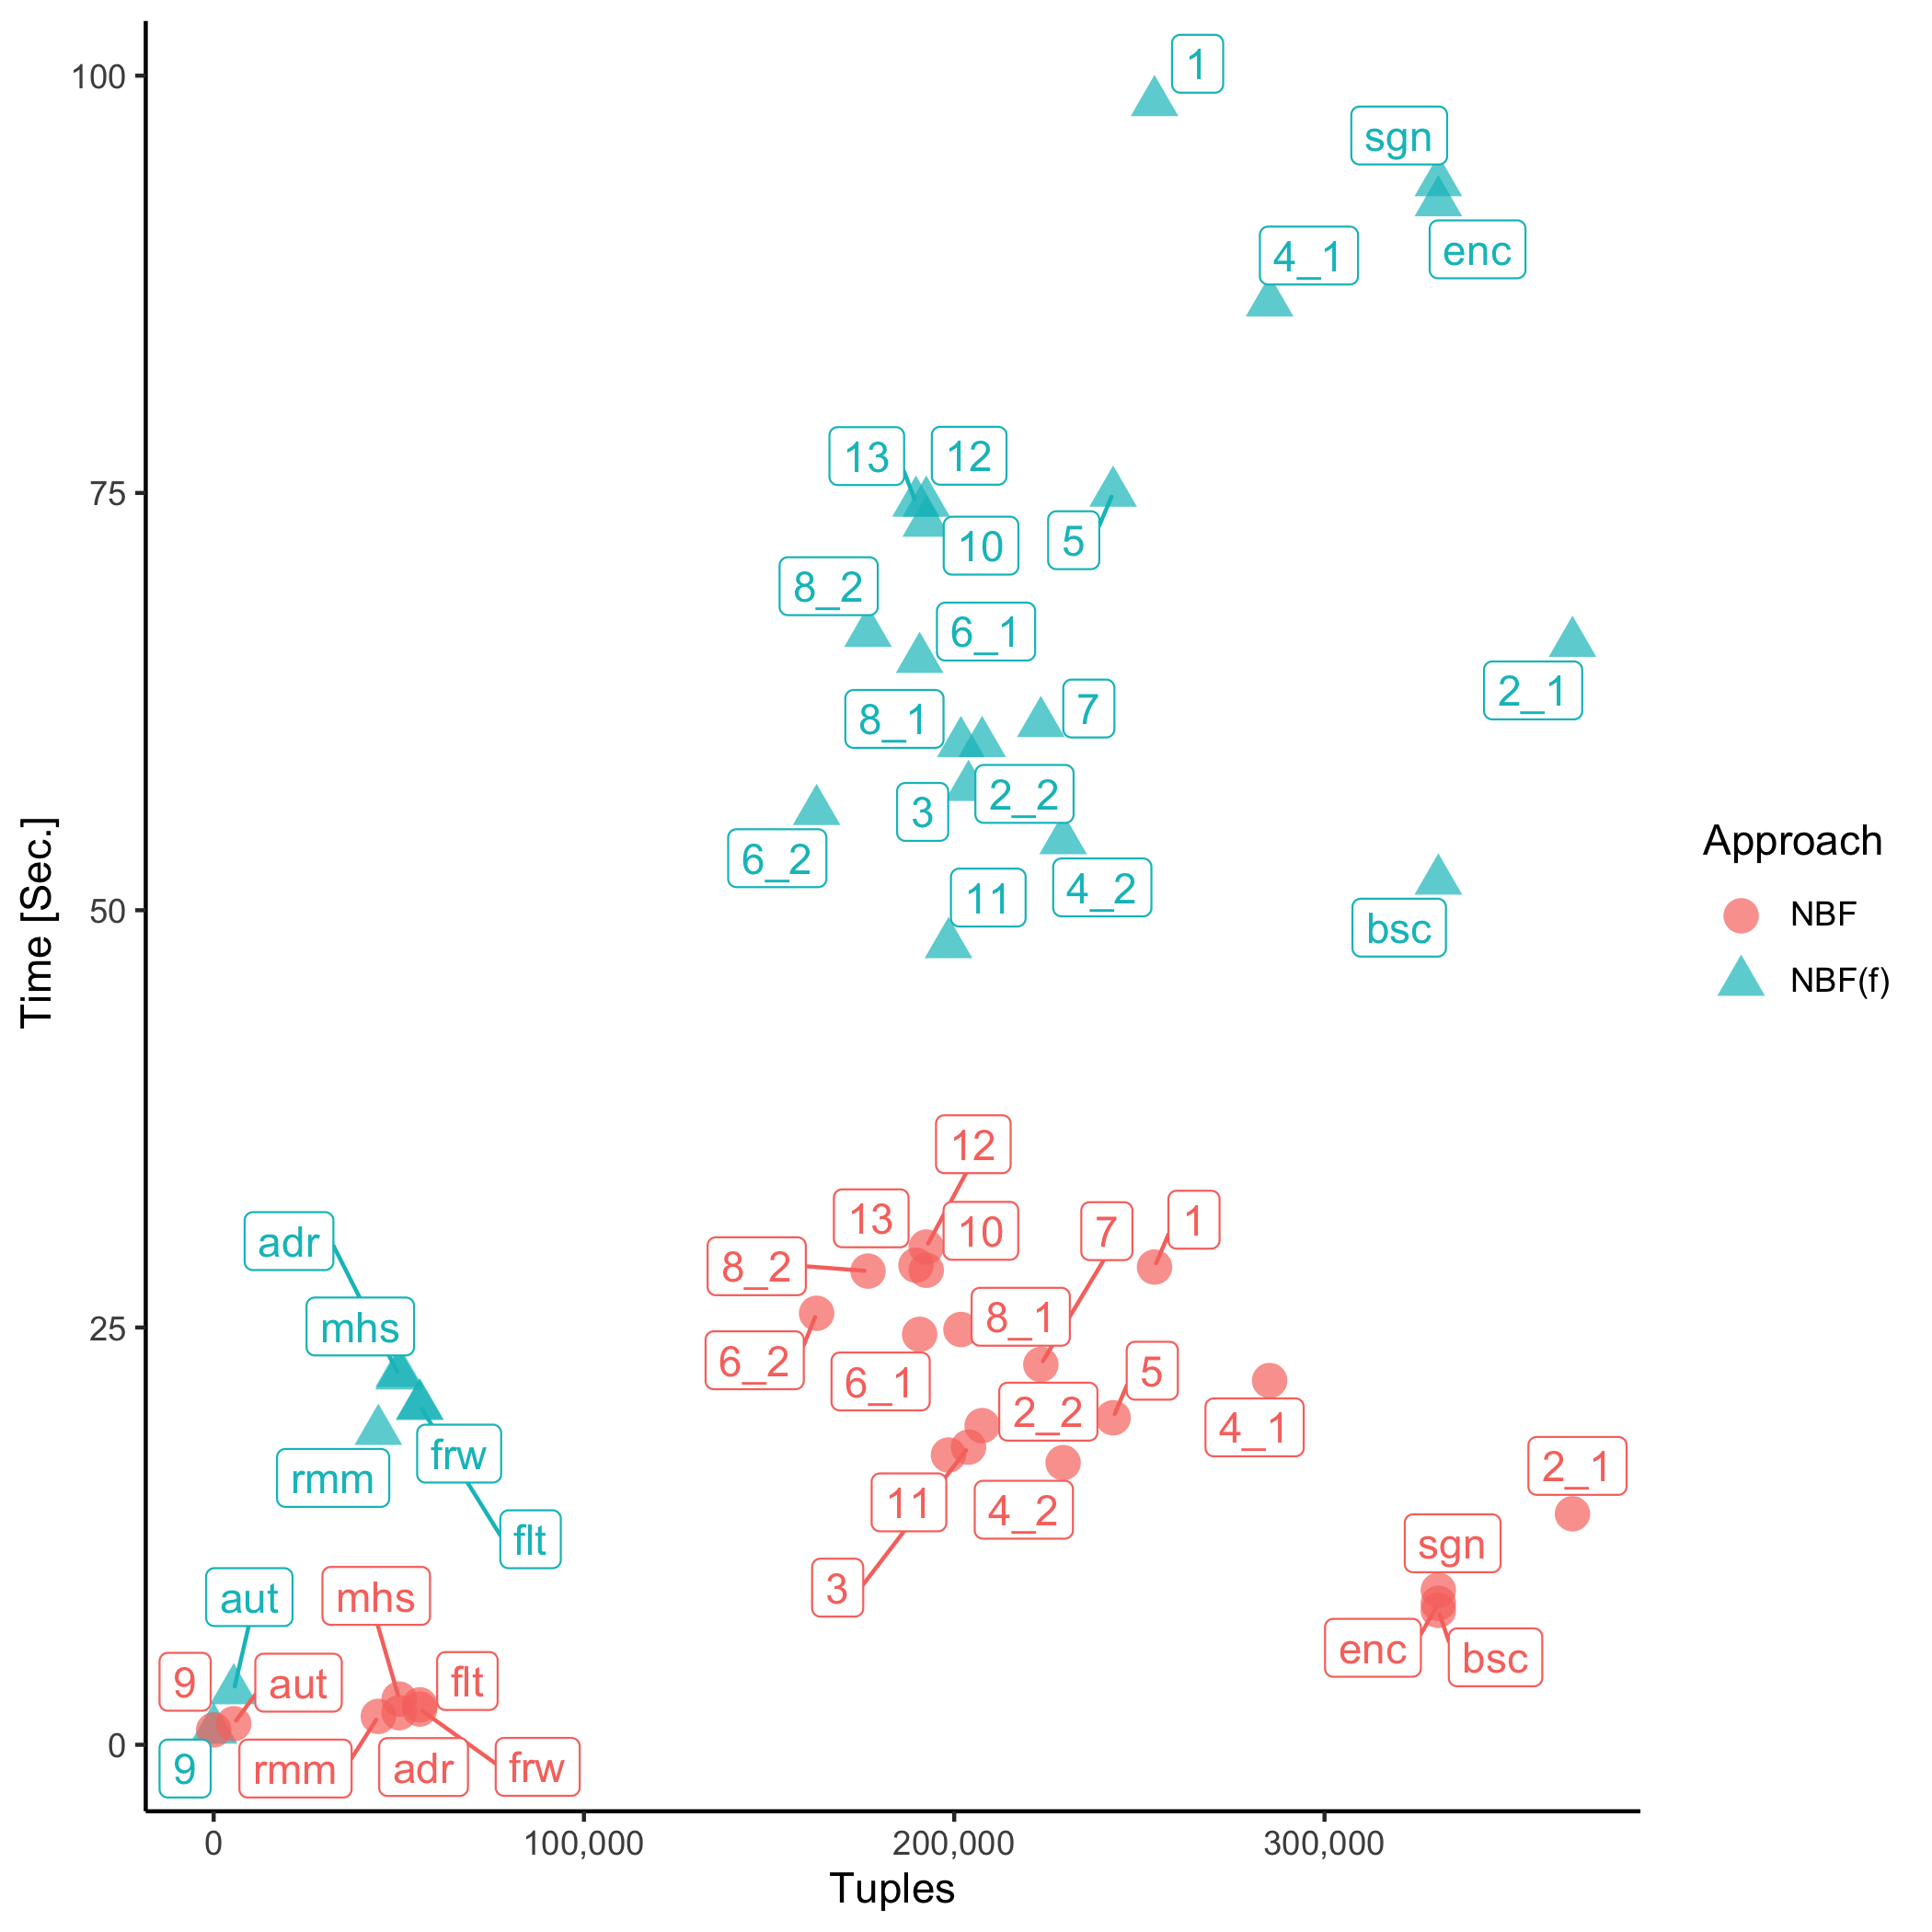 1
100
sgn
enc
4_1
13
12
75
5
10
8_2
6_1
2_1
7
8_1
2_2
3
6_2
4_2
11
50
bsc
Time [Sec.]
Approach
NBF
NBF(f)
12
13
10
7
1
adr
8_2
mhs
8_1
25
6_2
6_1
5
2_2
4_1
frw
rmm
2_1
11
4_2
flt
sgn
3
aut
mhs
enc
bsc
9
aut
flt
0
9
rmm
adr
frw
0
100,000
200,000
300,000
Tuples